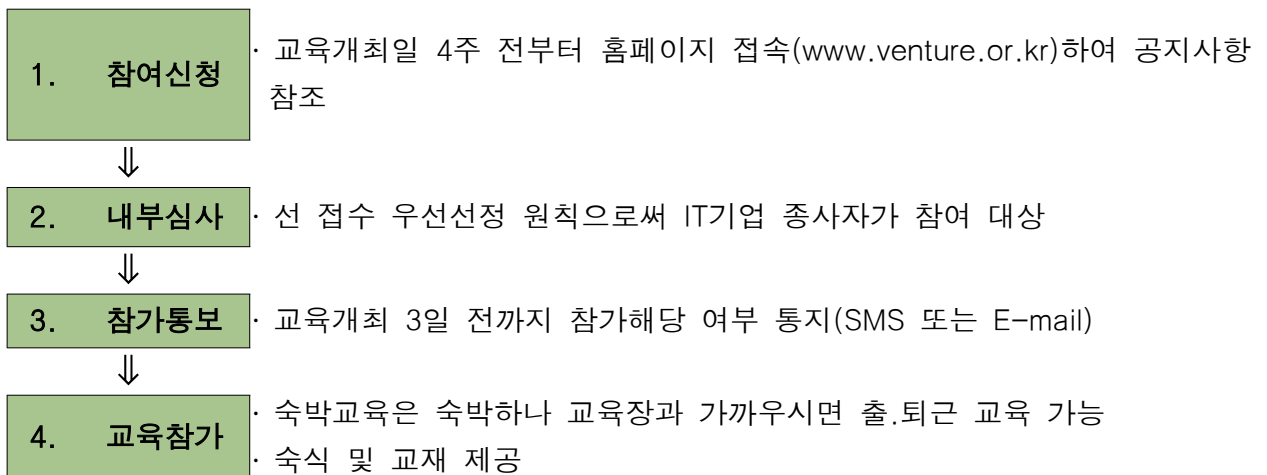 1. 참여신청
· 교육개최일 4주 전부터 홈페이지 접속(www.venture.or.kr)하여 공지사항
참조
⇓
2. 내부심사
· 선 접수 우선선정 원칙으로써 IT기업 종사자가 참여 대상
⇓
3. 참가통보
· 교육개최 3일 전까지 참가해당 여부 통지(SMS 또는 E-mail)
⇓
4. 교육참가
· 숙박교육은 숙박하나 교육장과 가까우시면 출.퇴근 교육 가능
· 숙식 및 교재 제공